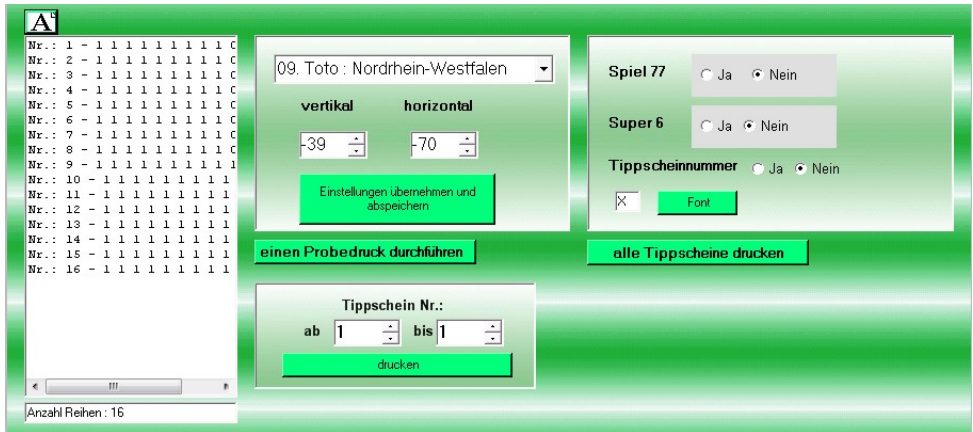 A
Nr.: 1 - 1 1 1 1 1 1 1 1 1 0
Nr.: 2 - 1 1 1 1 1 1 1 1 1 0
Nr.: 3 - 1 1 1 1 1 1 1 1 1 0
Nr.: 4 - 1 1 1 1 1 1 1 1 1 0
Nr.: 5 - 1 1 1 1 1 1 1 1 1 0
Nr.: 6 - 1 1 1 1 1 1 1 1 1 0
Nr.: 7 - 1 1 1 1 1 1 1 1 1 0
Nr.: 8 - 1 1 1 1 1 1 1 1 1 0
Nr.: 9 - 1 1 1 1 1 1 1 1 1 1
Nr.: 10 - 1 1 1 1 1 1 1 1 1
Nr.: 11 - 1 1 1 1 1 1 1 1 1
Nr.: 12 - 1 1 1 1 1 1 1 1 1
Nr.: 13 - 1 1 1 1 1 1 1 1 1
Nr.: 14 - 1 1 1 1 1 1 1 1 1
Nr.: 15 - 1 1 1 1 1 1 1 1 1
Nr.: 16 - 1 1 1 1 1 1 1 1 1
Anzahl Reihen : 16
09. Toto : Nordrhein-Westfalen
vertikal horizontal
-39 -70
Einstellungen übernehmen und
abspeichern
einen Probedruck durchführen
Tippschein Nr.:
ab 1 bis 1
drucken
Spiel 77 Ja Nein
Super 6 Ja Nein
Tippscheinnummer Ja Nein
X Font
alle Tippscheine drucken